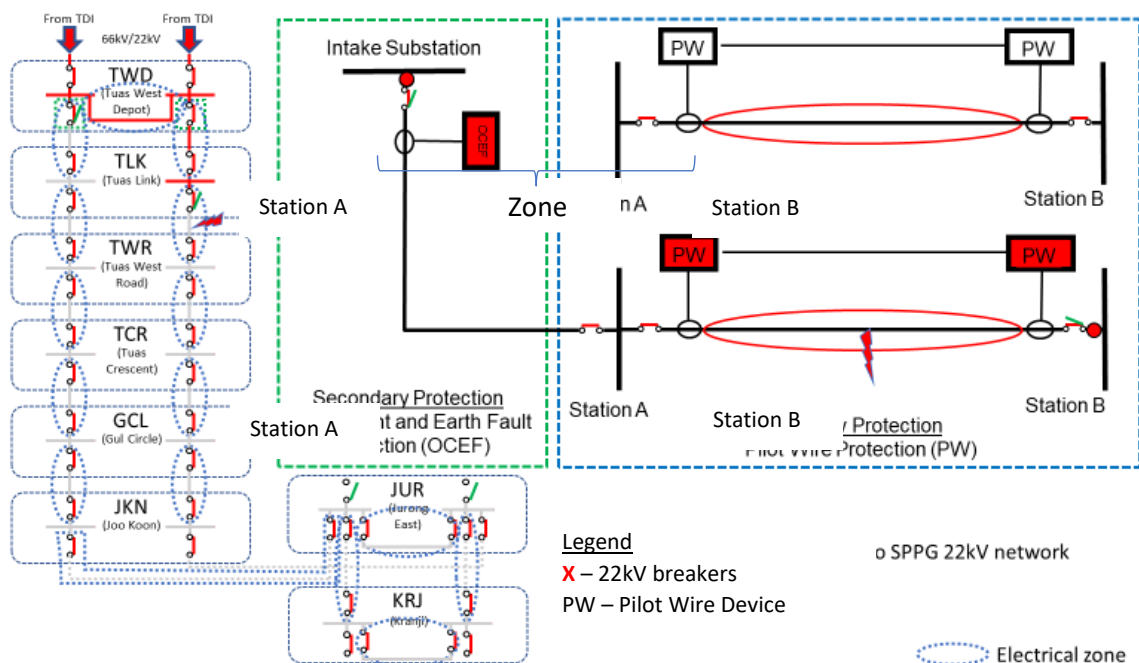 From TDI
From TDI
66kV/22kV
TWD
(Tuas West
Depot)
TLK
(Tuas Link)
TWR
(Tuas West
Road)
TCR
(Tuas
Crescent)
GCL
(Gul Circle)
JKN
(Joo Koon)
JUR
(Jurong
East)
KRJ
(Kranji)
Intake Substation
OCEF
Station A
Zone
Secondary Protection
nt and Earth Fault
ction (OCEF)
Station A
PW
PW
n A
Station B
Station B
PW
PW
Station A
Station B
Station B
y Protection
Pilot Wire Protection (PW)
Legend
X – 22kV breakers
PW – Pilot Wire Device
o SPPG 22kV network
Electrical zone